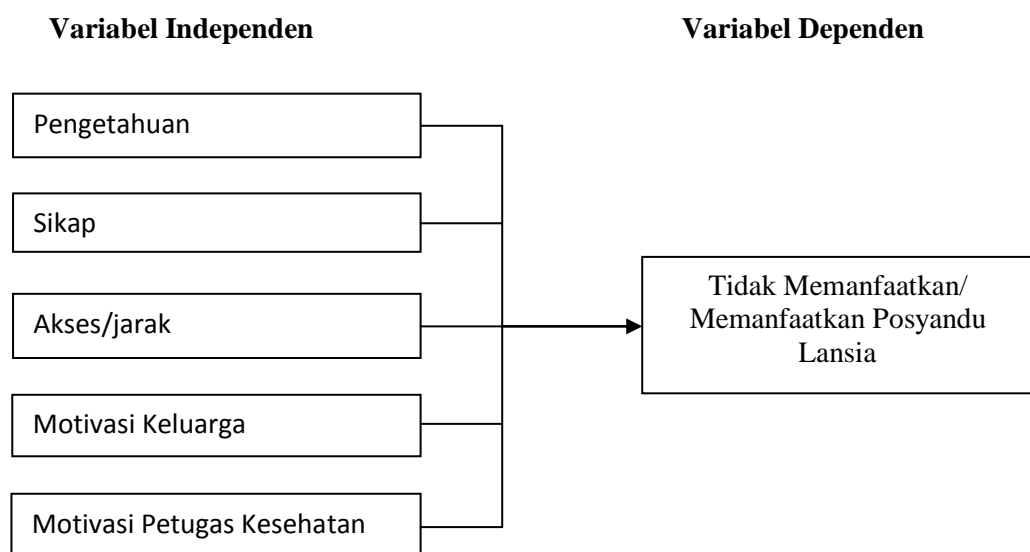 Variabel Independen
Variabel Dependen
Pengetahuan
Sikap
Akses/jarak
Motivasi Keluarga
Motivasi Petugas Kesehatan
Tidak Memanfaatkan/
Memanfaatkan Posyandu
Lansia